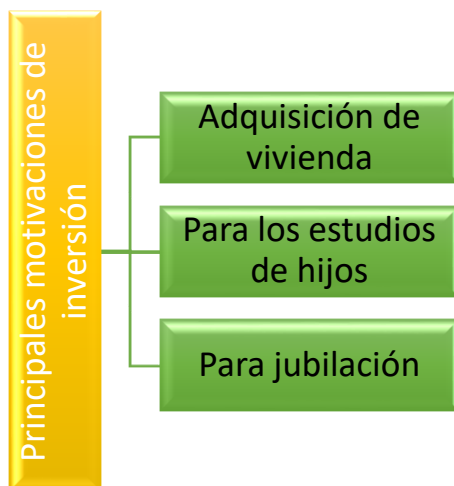 Principales motivaciones de
inversión
Adquisición de
vivienda
Para los estudios
de hijos
Para jubilación